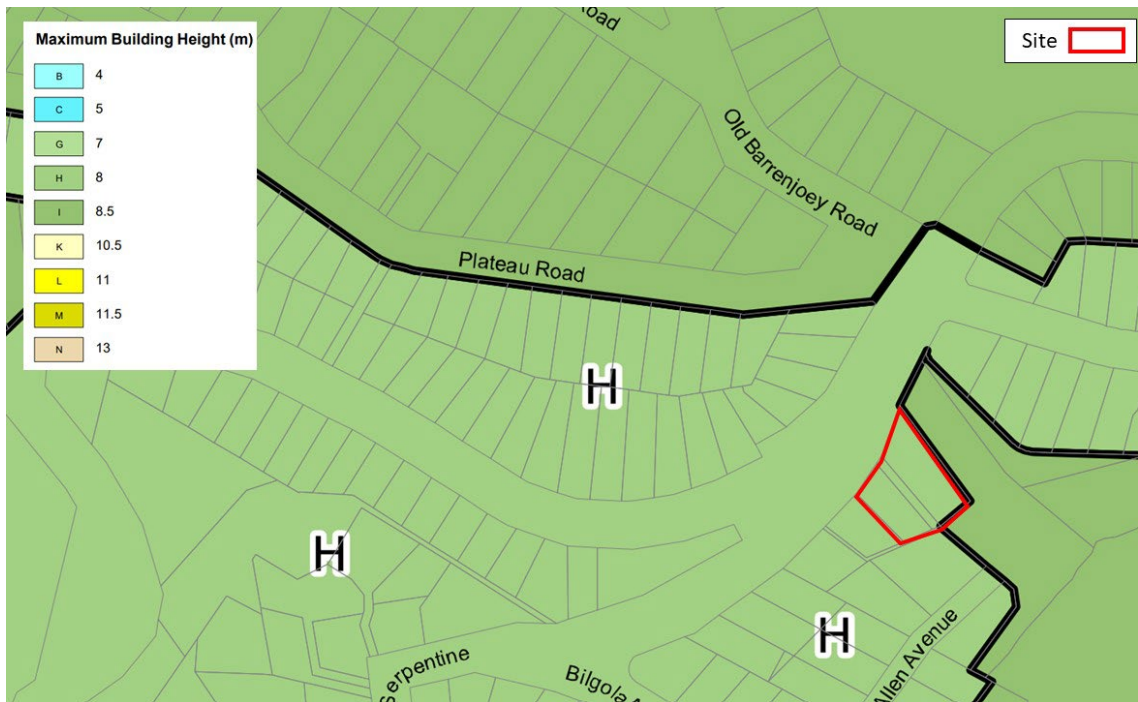 Maximum Building Height (m)
B 4
C 5
G 7
H 8
I 8.5
K 10.5
L 11
M 11.5
N 13
Site
Road
Old Barrenjoey Road
Plateau Road
H
H
H
Serpentine
Bilgola
Allen Avenue